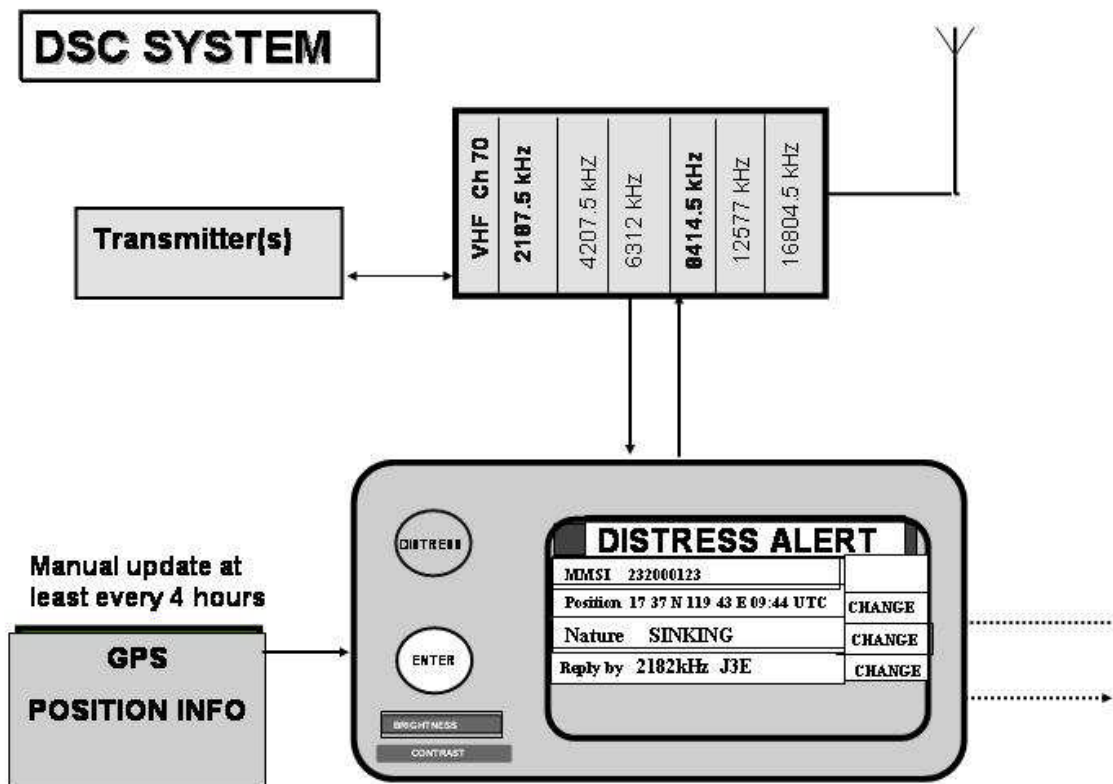 DSC SYSTEM
VHF Ch 70
2187.5 kHz
4207.5 kHZ
6312 kHZ
8414.5 kHz
12577 kHZ
16804.5 kHz
Transmitter(s)
DISTRESS
DISTRESS ALERT
MMSI 232000123
Position 17 37 N 119 43 E 09:44 UTC CHANGE
Nature SINKING CHANGE
Reply by 2182kHz J3E CHANGE
ENTER
BRIGHTNESS
CONTRAST
Manual update at
least every 4 hours
GPS
POSITION INFO